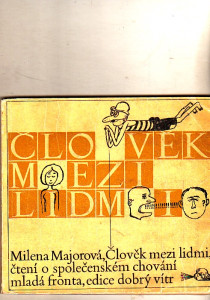 ČLOVĚK
MEZI
LIDMI
Milena Majorová, Člověk mezi lidmi,
čtení o společenském chování
mladá fronta, edice dobrý vítr